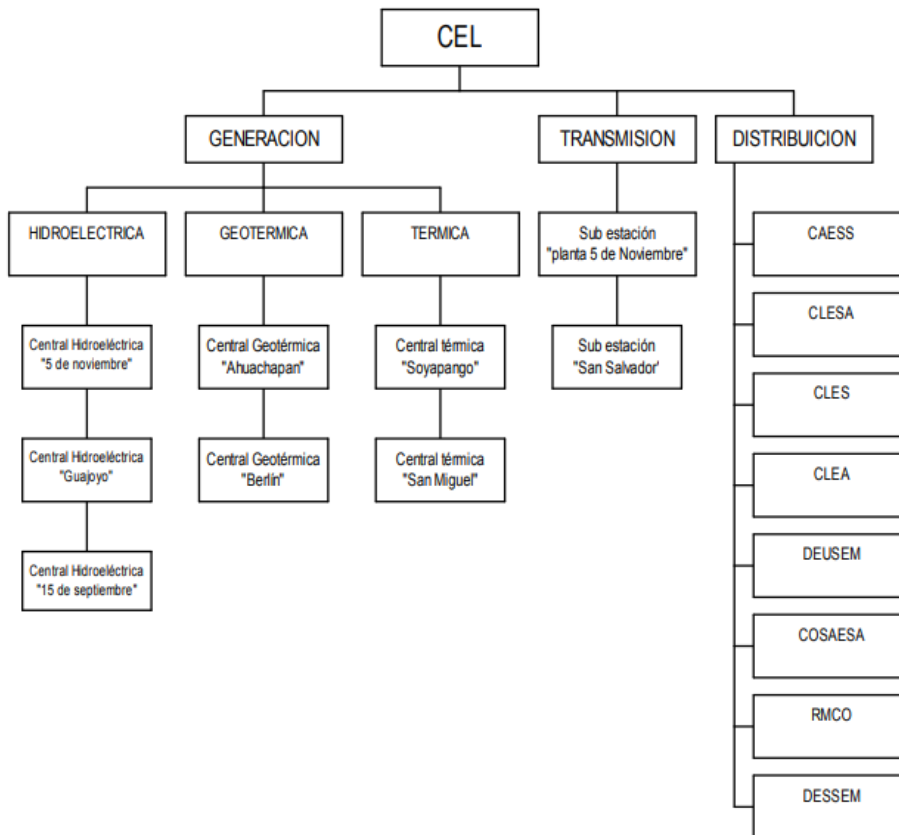 CEL
GENERACION
TRANSMISION
DISTRIBUICION
HIDROELECTRICA
GEOTERMICA
TERMICA
Sub estación
"planta 5 de Noviembre"
CAESS
Central Hidroeléctrica
"5 de noviembre"
Central Geotérmica
"Ahuachapan"
Central térmica
"Soyapango"
Sub estación
"San Salvador'
CLESA
CLES
Central Hidroeléctrica
"Guajoyo"
Central Geotérmica
"Berlín"
Central térmica
"San Miguel"
CLEA
Central Hidroeléctrica
"15 de septiembre"
DEUSEM
COSAESA
RMCO
DESSEM